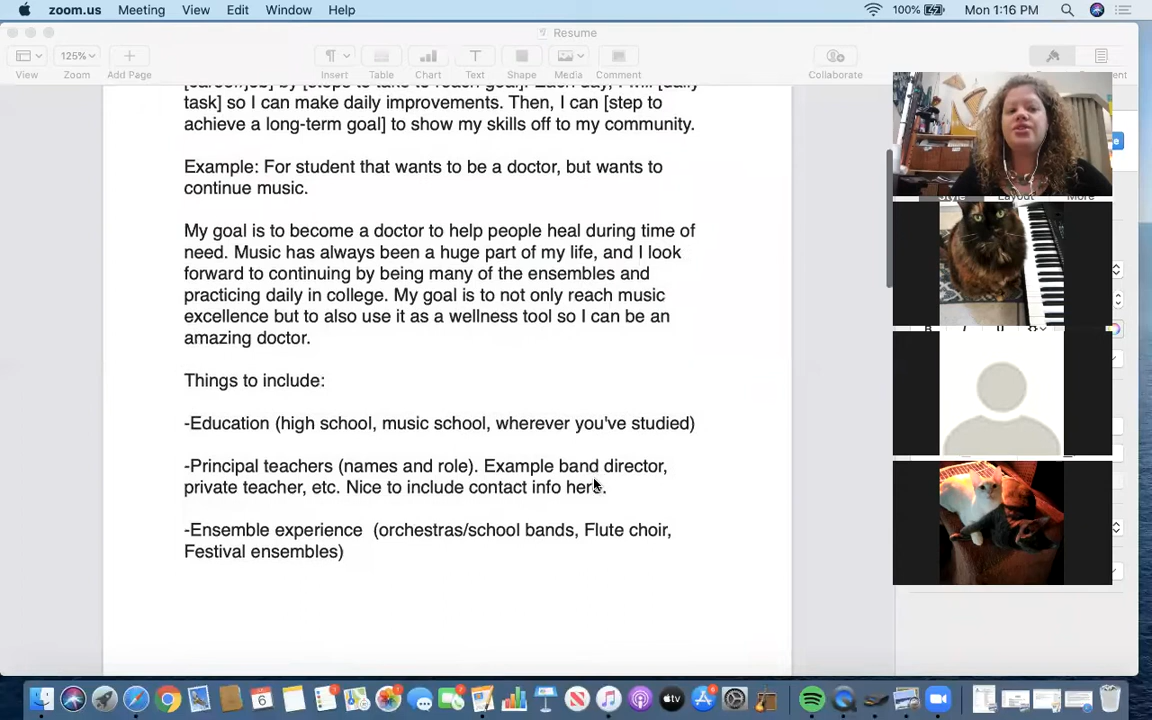 zoom.us Meeting View Edit Window Help 100% Mon 1:16 PM
Resume
125%
View Zoom Add Page Insert Table Chart Text Shape Media Comment Collaborate
task] so I can make daily improvements. Then, I can [step to
achieve a long-term goal] to show my skills off to my community.
Example: For student that wants to be a doctor, but wants to
continue music.
My goal is to become a doctor to help people heal during time of
need. Music has always been a huge part of my life, and I look
forward to continuing by being many of the ensembles and
practicing daily in college. My goal is to not only reach music
excellence but to also use it as a wellness tool so I can be an
amazing doctor.
Things to include:
-Education (high school, music school, wherever you've studied)
-Principal teachers (names and role). Example band director,
private teacher, etc. Nice to include contact info here.
-Ensemble experience (orchestras/school bands, Flute choir,
Festival ensembles)